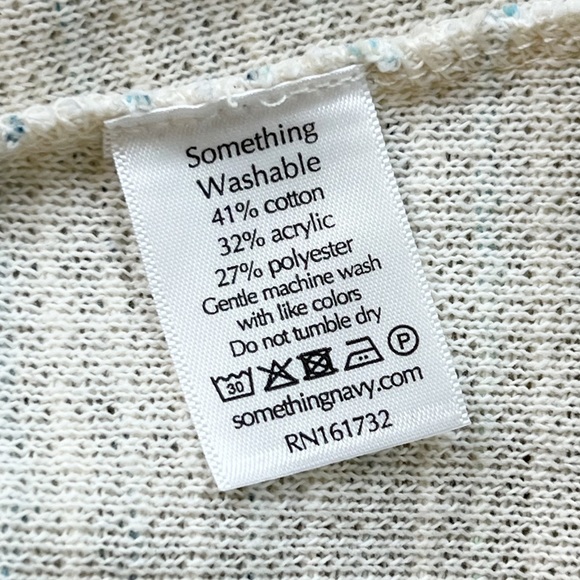 Something
Washable
41% cotton
32% acrylic
27% polyester
Gentle machine wash
with like colors
Do not tumble dry
30 P
somethingnavy.com
RN161732